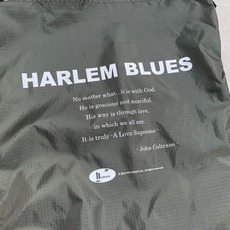 HARLEM BLUES
No matter what...it is with God.
He is gracious and merciful.
His way is through love,
in which we all are.
It is truly -A Love Supreme-
- John Coltrane -